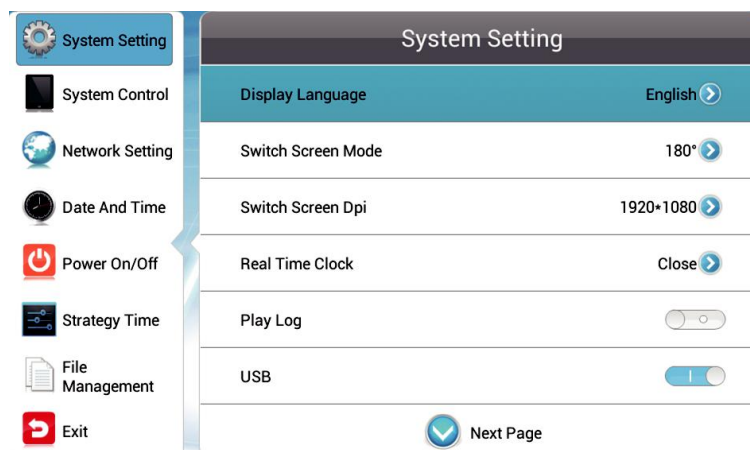 System Setting
System Control
Network Setting
Date And Time
Power On/Off
Strategy Time
File
Management
Exit
System Setting
Display Language English
Switch Screen Mode 180°
Switch Screen Dpi 1920*1080
Real Time Clock Close
Play Log
USB
Next Page